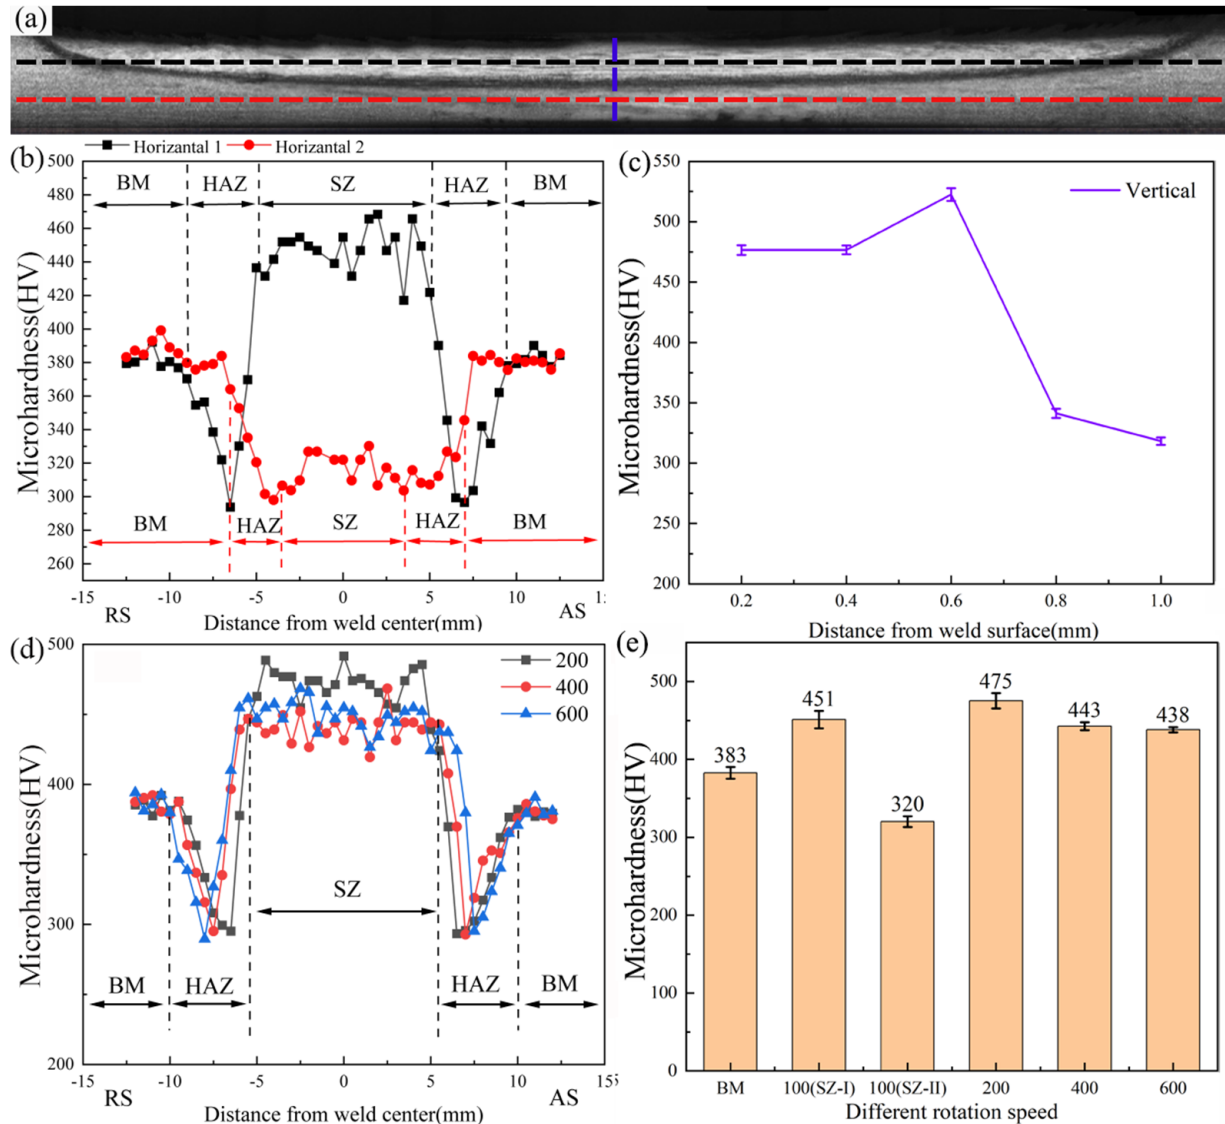 (a)
(b)
Horizantal 1
Horizantal 2
500
480
460
440
420
400
380
360
340
320
300
280
260
Microhardness(HV)
BM
HAZ
SZ
HAZ
BM
BM
HAZ
SZ
HAZ
BM
-15
-10
-5
0
5
10
RS
AS
Distance from weld center(mm)
(c)
550
500
450
400
350
300
250
200
Microhardness(HV)
Vertical
0.2
0.4
0.6
0.8
1.0
Distance from weld surface(mm)
(d)
500
400
300
200
Microhardness(HV)
200
400
600
SZ
BM
HAZ
HAZ
BM
-15
-10
-5
0
5
10
RS
AS
Distance from weld center(mm)
(e)
500
400
300
200
100
0
Microhardness(HV)
383
451
320
475
443
438
BM
100(SZ-I)
100(SZ-II)
200
400
600
Different rotation speed